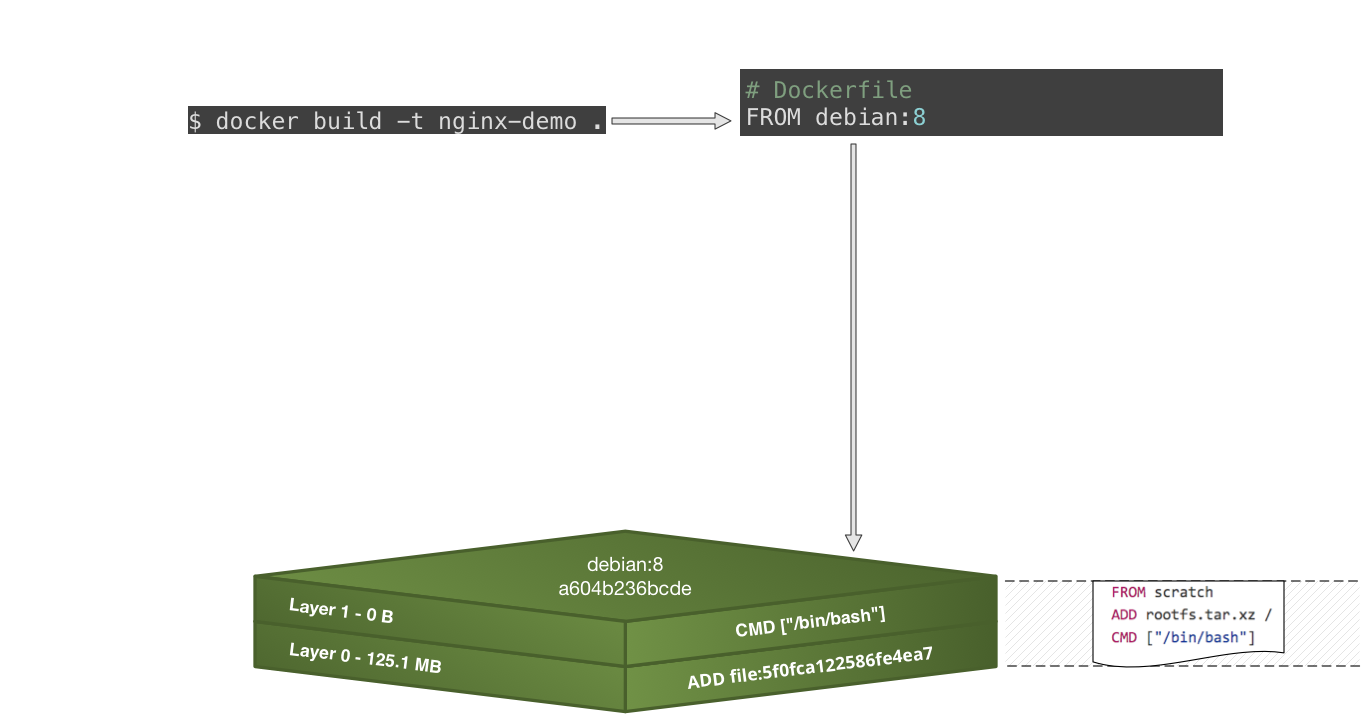 $ docker build -t nginx-demo .
# Dockerfile
FROM debian:8
debian:8
a604b236bcde
Layer 1 - 0 B
CMD ["/bin/bash"]
Layer 0 - 125.1 MB
ADD file:5f0fca122586fe4ea7
FROM scratch
ADD rootfs.tar.xz /
CMD ["/bin/bash"]